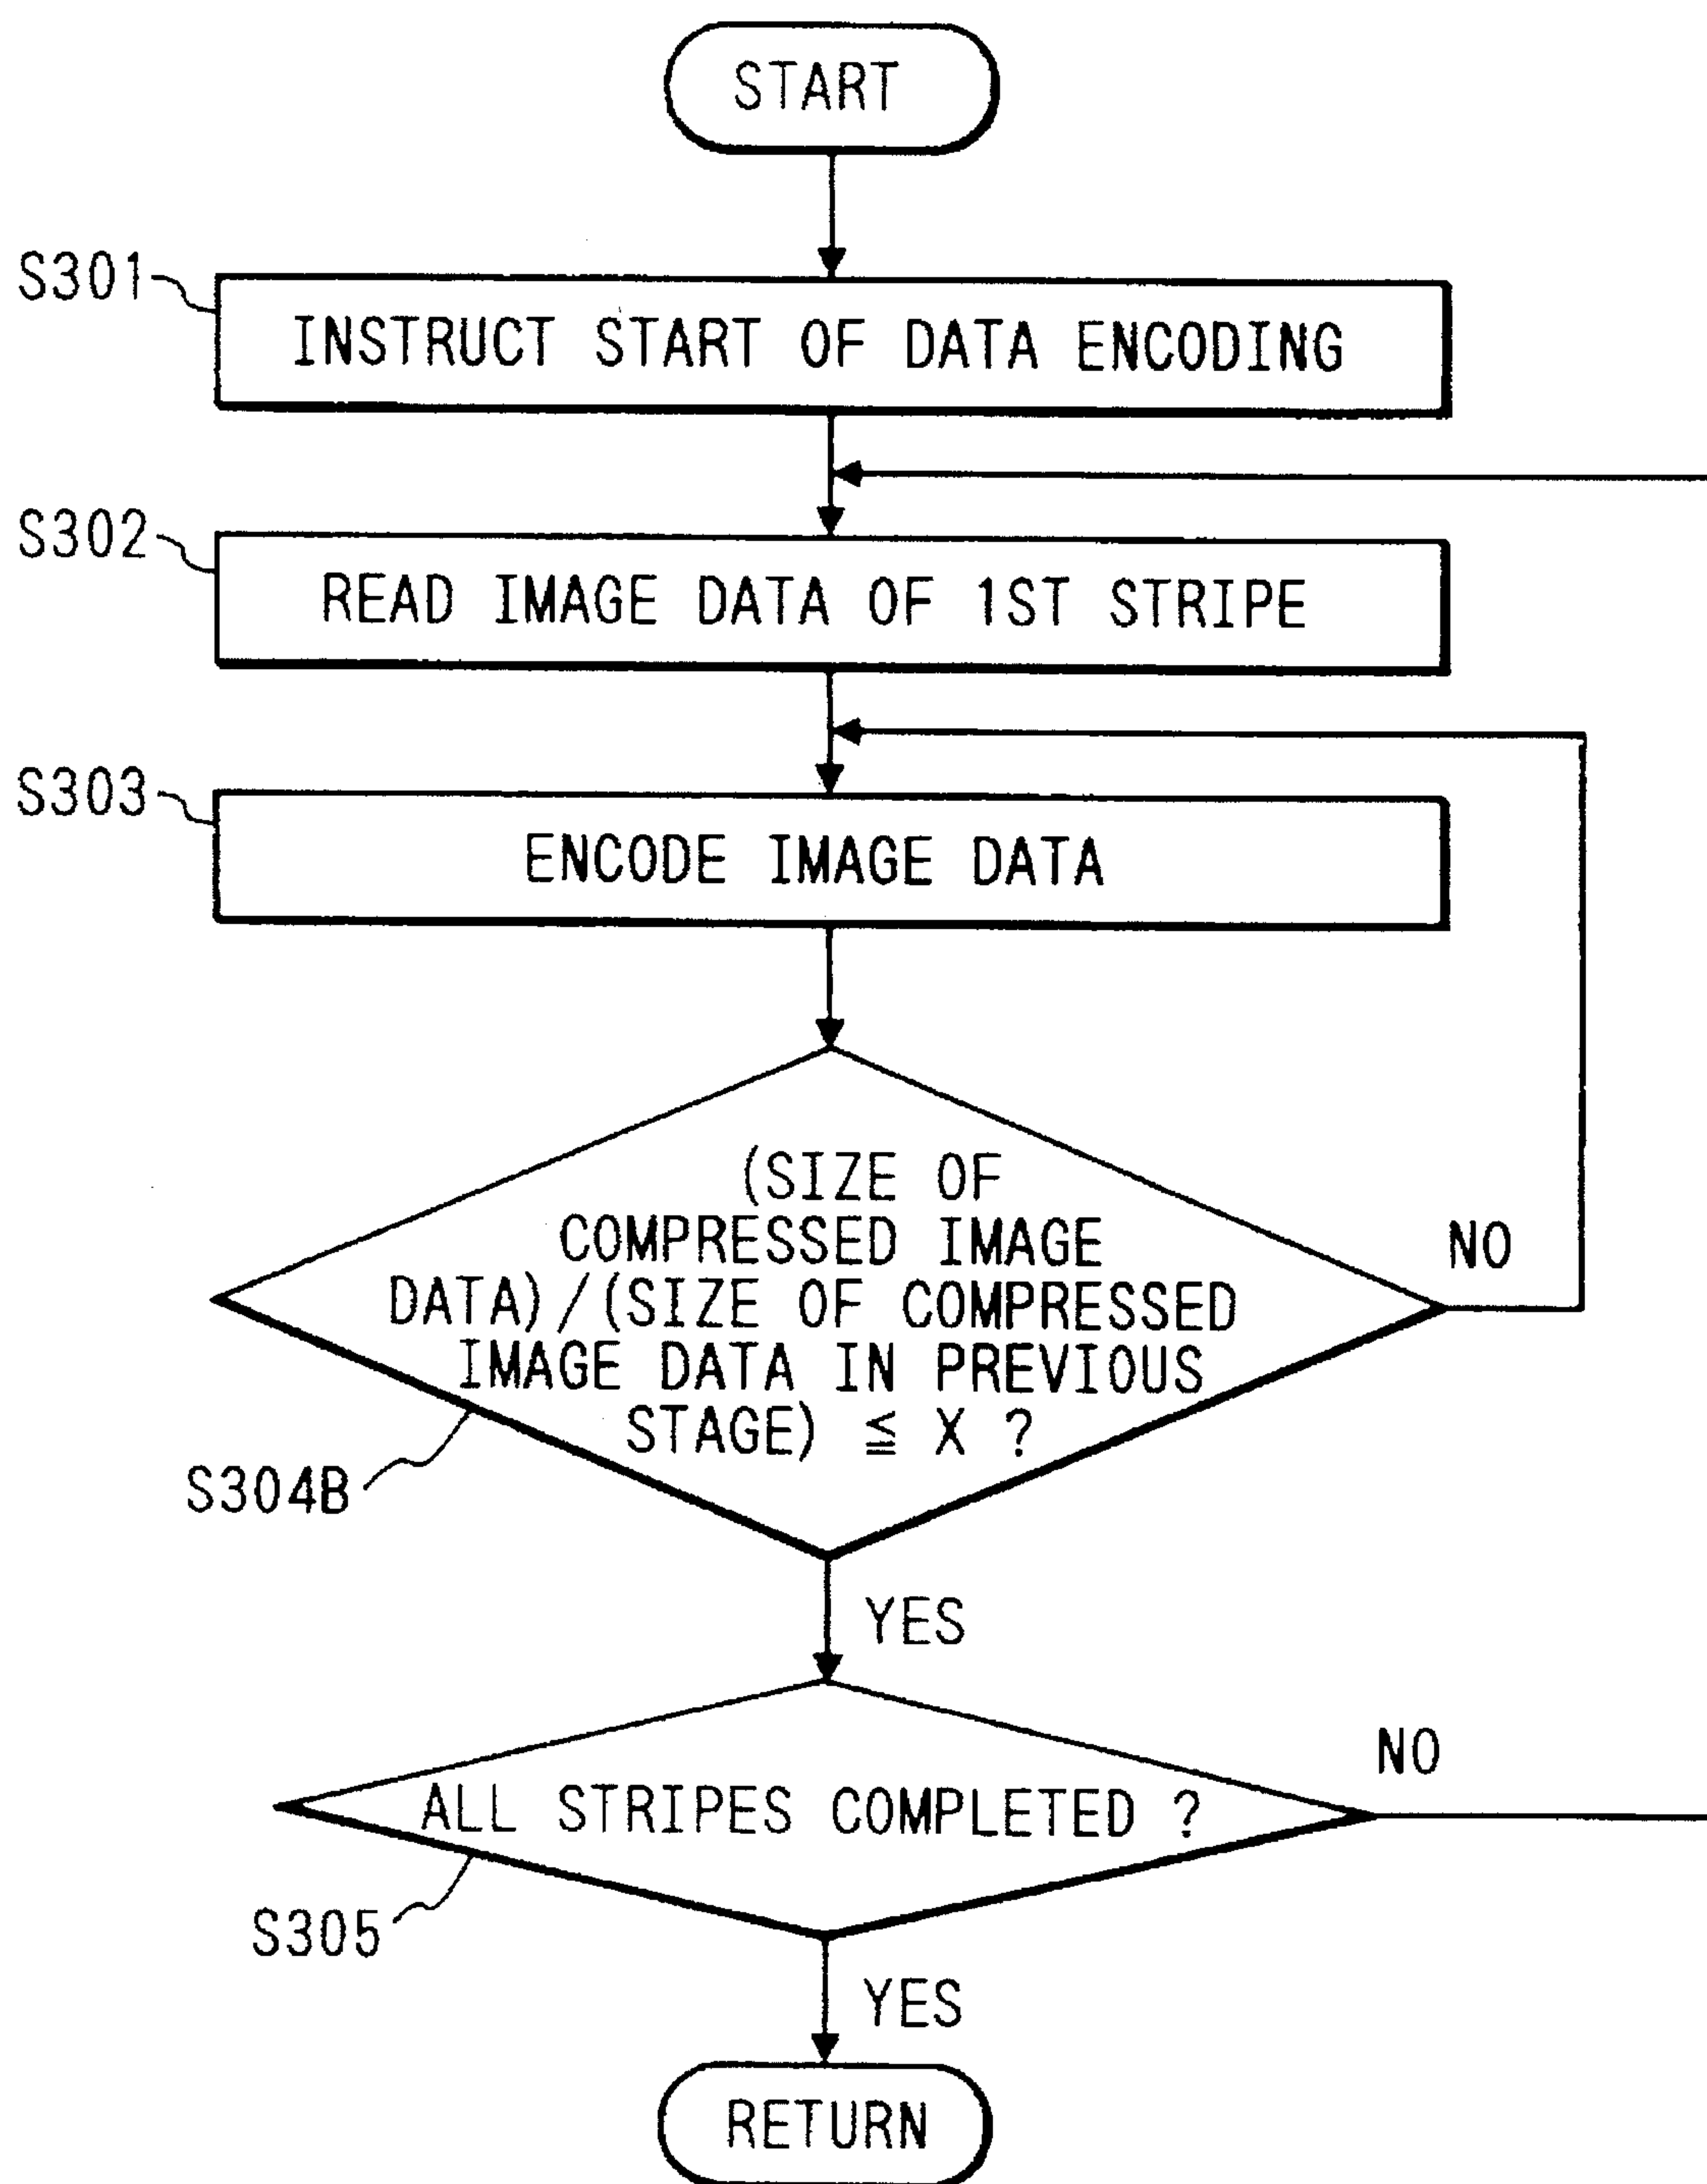 START
S301
INSTRUCT START OF DATA ENCODING
S302
READ IMAGE DATA OF 1ST STRIPE
S303
ENCODE IMAGE DATA
(SIZE OF
COMPRESSED IMAGE
DATA)/(SIZE OF COMPRESSED
IMAGE DATA IN PREVIOUS
STAGE) ≦ X ?
NO
S304B
YES
ALL STRIPES COMPLETED ?
NO
S305
YES
RETURN